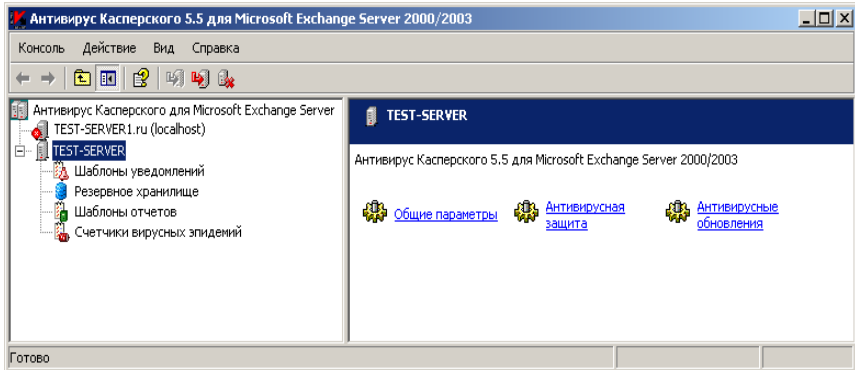 Антивирус Касперского 5.5 для Microsoft Exchange Server 2000/2003
Консоль Действие Вид Справка
Антивирус Касперского для Microsoft Exchange Server
TEST-SERVER1.ru (localhost)
TEST-SERVER
Шаблоны уведомлений
Резервное хранилище
Шаблоны отчетов
Счетчики вирусных эпидемий
TEST-SERVER
Антивирус Касперского 5.5 для Microsoft Exchange Server 2000/2003
Общие параметры
Антивирусная
защита
Антивирусные
обновления
Готово